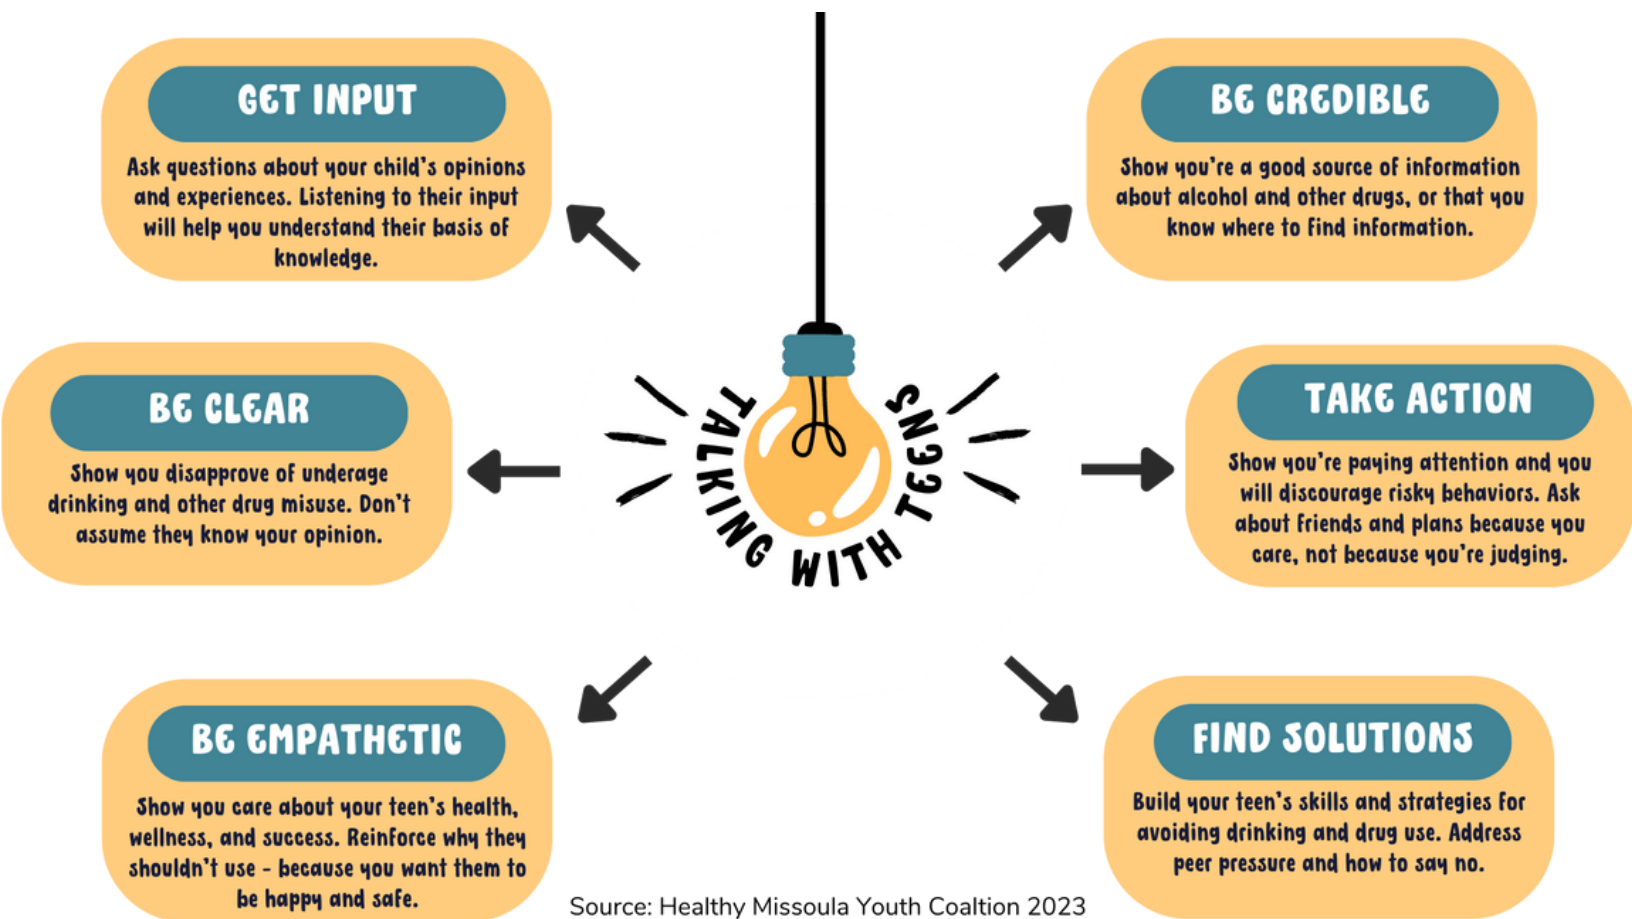 GET INPUT
Ask questions about your child's opinions
and experiences. Listening to their input
will help you understand their basis of
knowledge.
BE CLEAR
Show you disapprove of underage
drinking and other drug misuse. Don't
assume they know your opinion.
BE EMPATHETIC
Show you care about your teen's health,
wellness, and success. Reinforce why they
shouldn't use - because you want them to
be happy and safe.
TALKING WITH TEENS
BE CREDIBLE
Show you're a good source of information
about alcohol and other drugs, or that you
know where to find information.
TAKE ACTION
Show you're paying attention and you
will discourage risky behaviors. Ask
about friends and plans because you
care, not because you're judging.
FIND SOLUTIONS
Build your teen's skills and strategies for
avoiding drinking and drug use. Address
peer pressure and how to say no.
Source: Healthy Missoula Youth Coaltion 2023